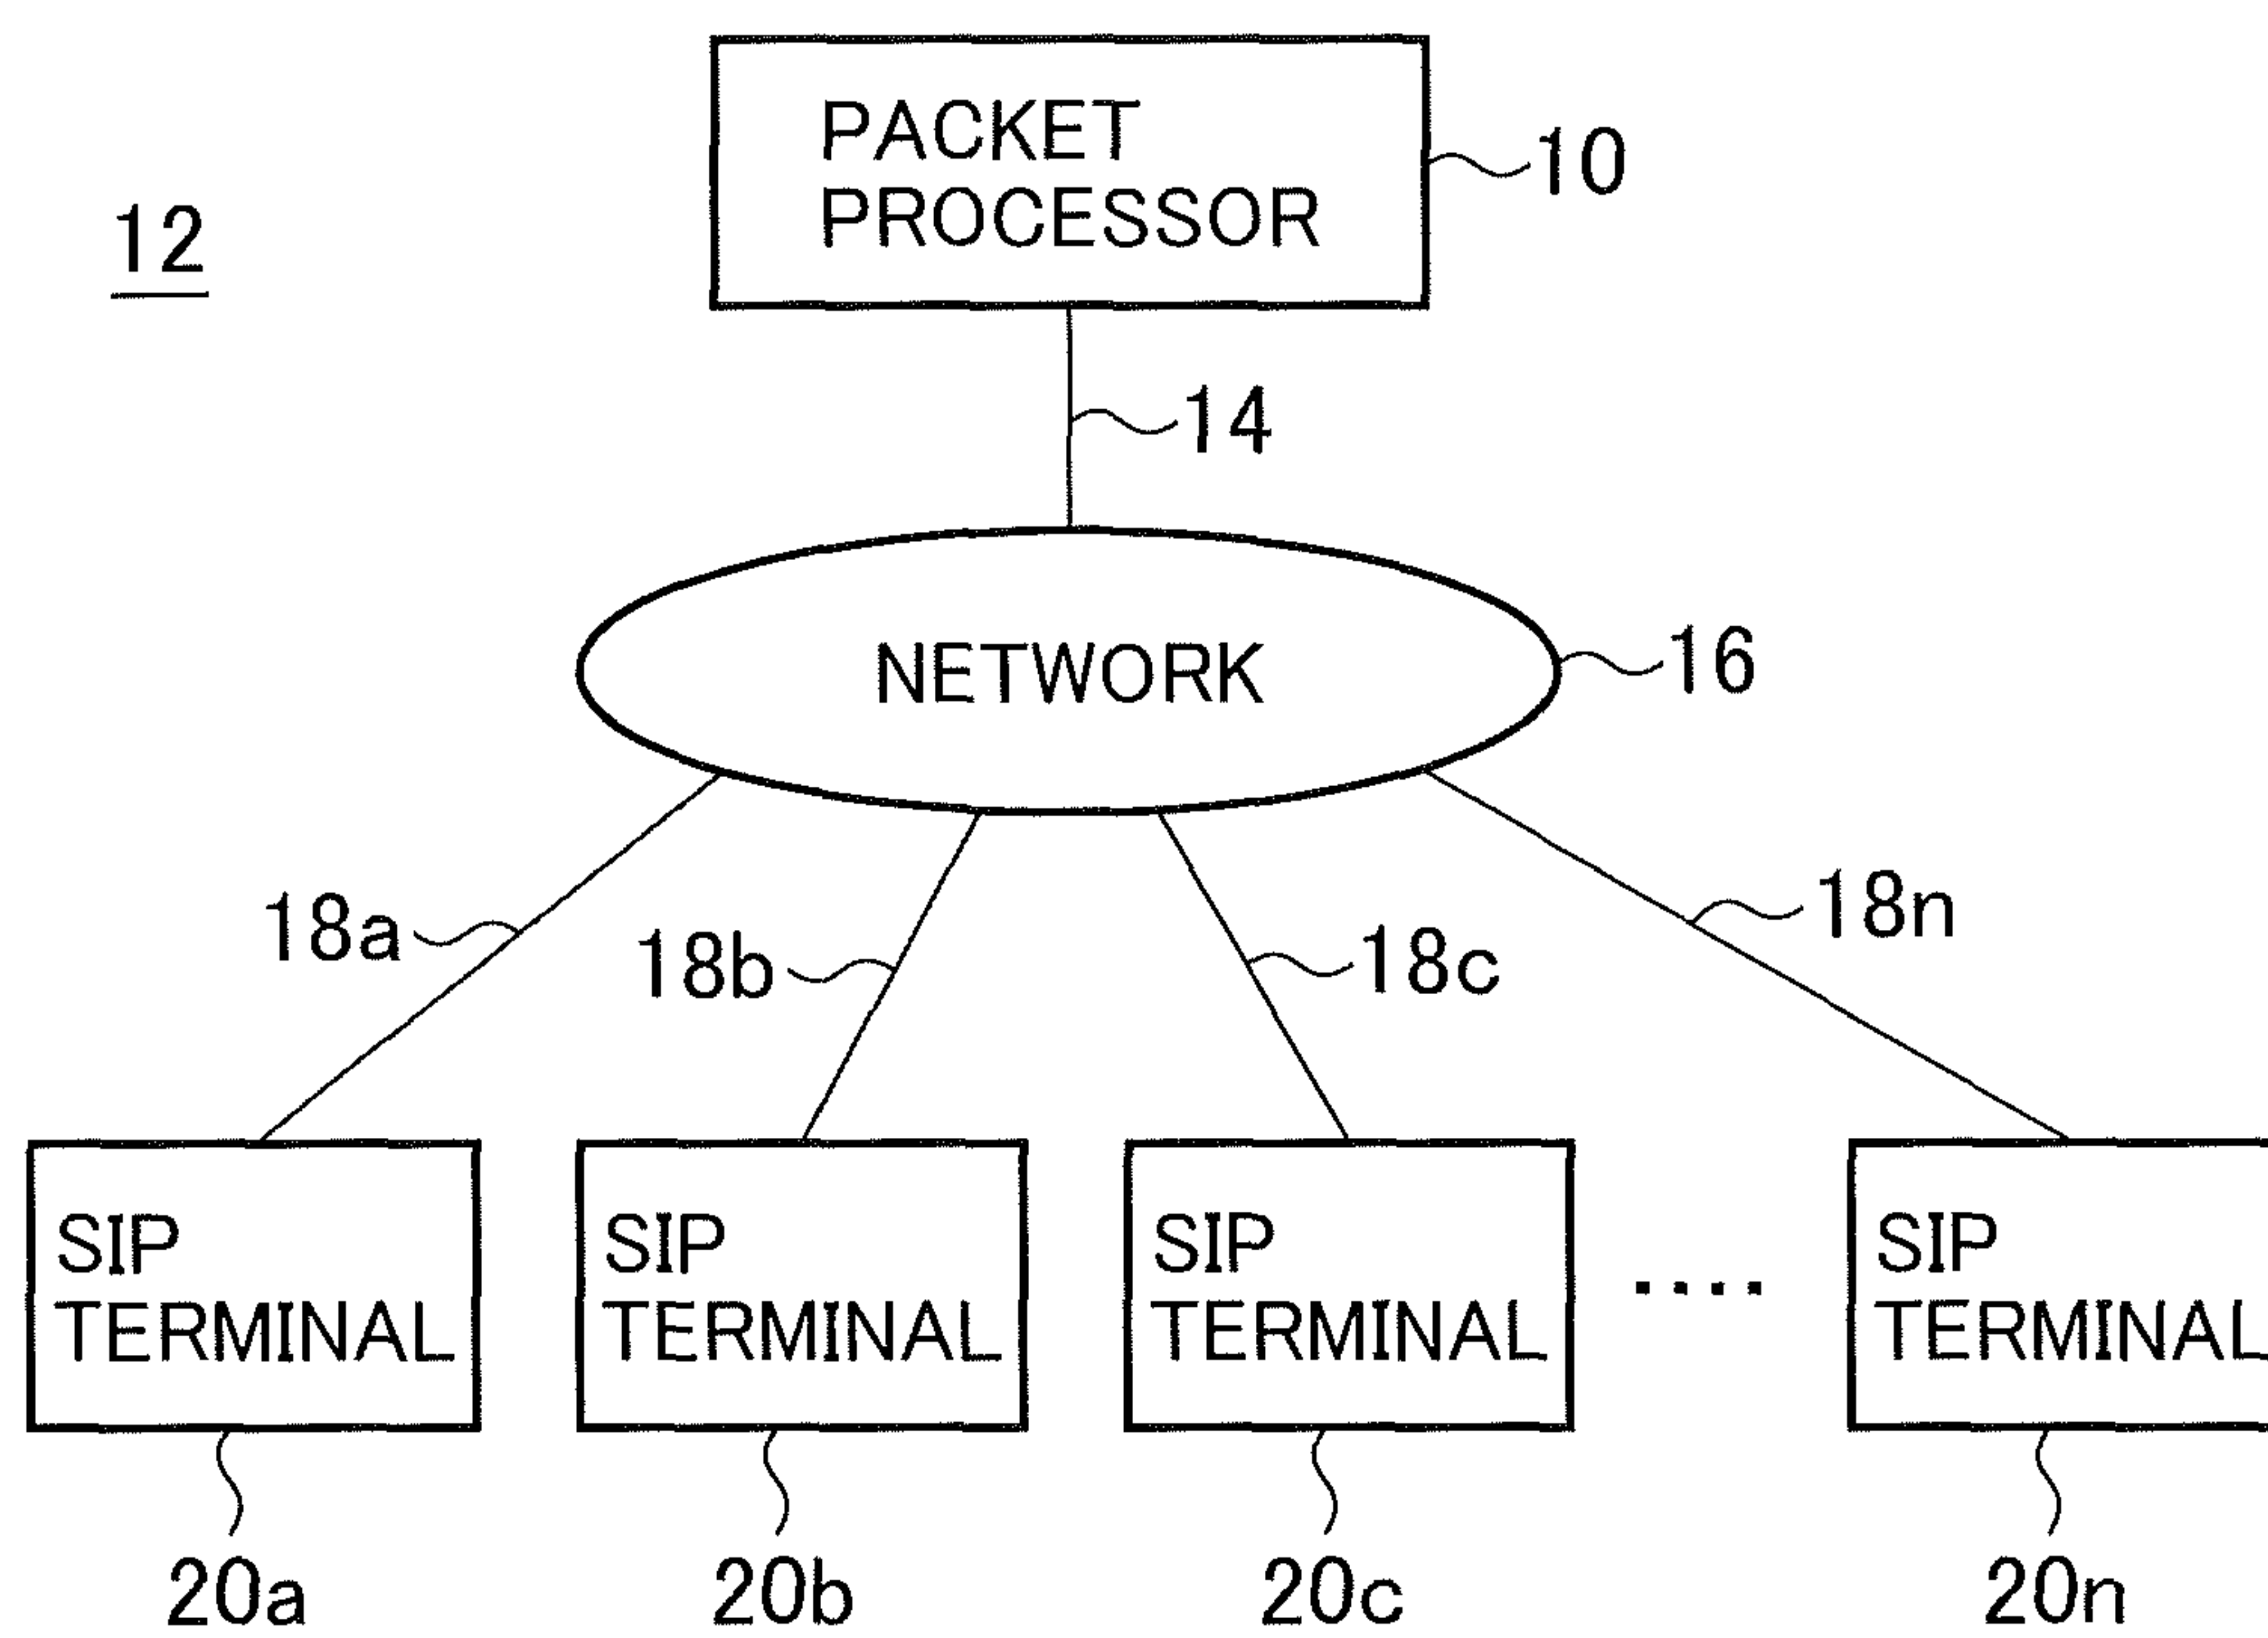 PACKET
PROCESSOR
10
12
14
NETWORK
16
18a
18b
18c
18n
SIP
TERMINAL
SIP
TERMINAL
SIP
TERMINAL
....
SIP
TERMINAL
20a
20b
20c
20n